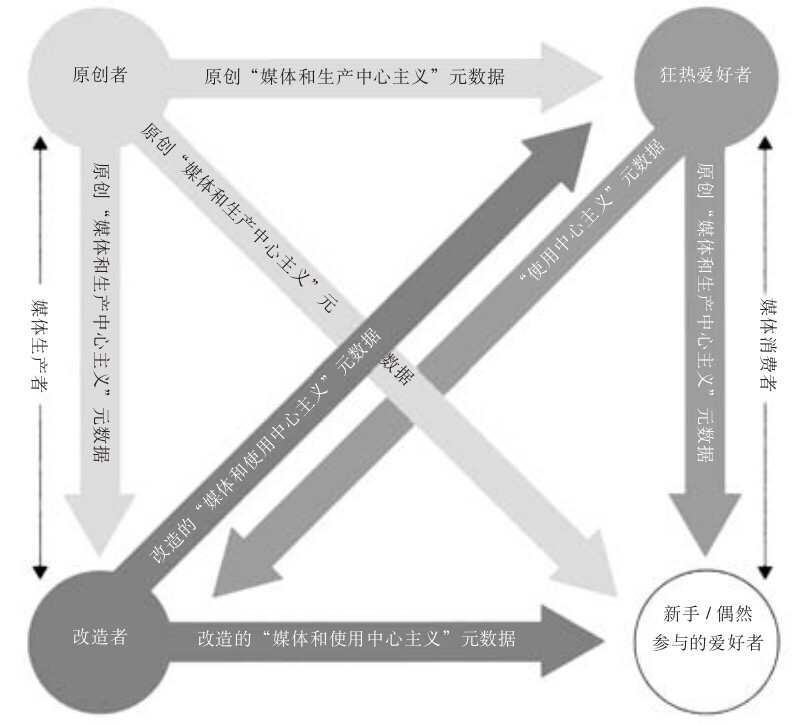 原创者
原创“媒体和生产中心主义”元数据
狂热爱好者
原创“媒体和生产中心主义”元数据
原创“媒体和生产中心主义”元数据
“使用中心主义”元数据
原创“媒体和生产中心主义”元数据
媒体生产者
媒体消费者
改造的“媒体和使用中心主义”元数据
改造者
改造的“媒体和使用中心主义”元数据
新手/偶然
参与的爱好者